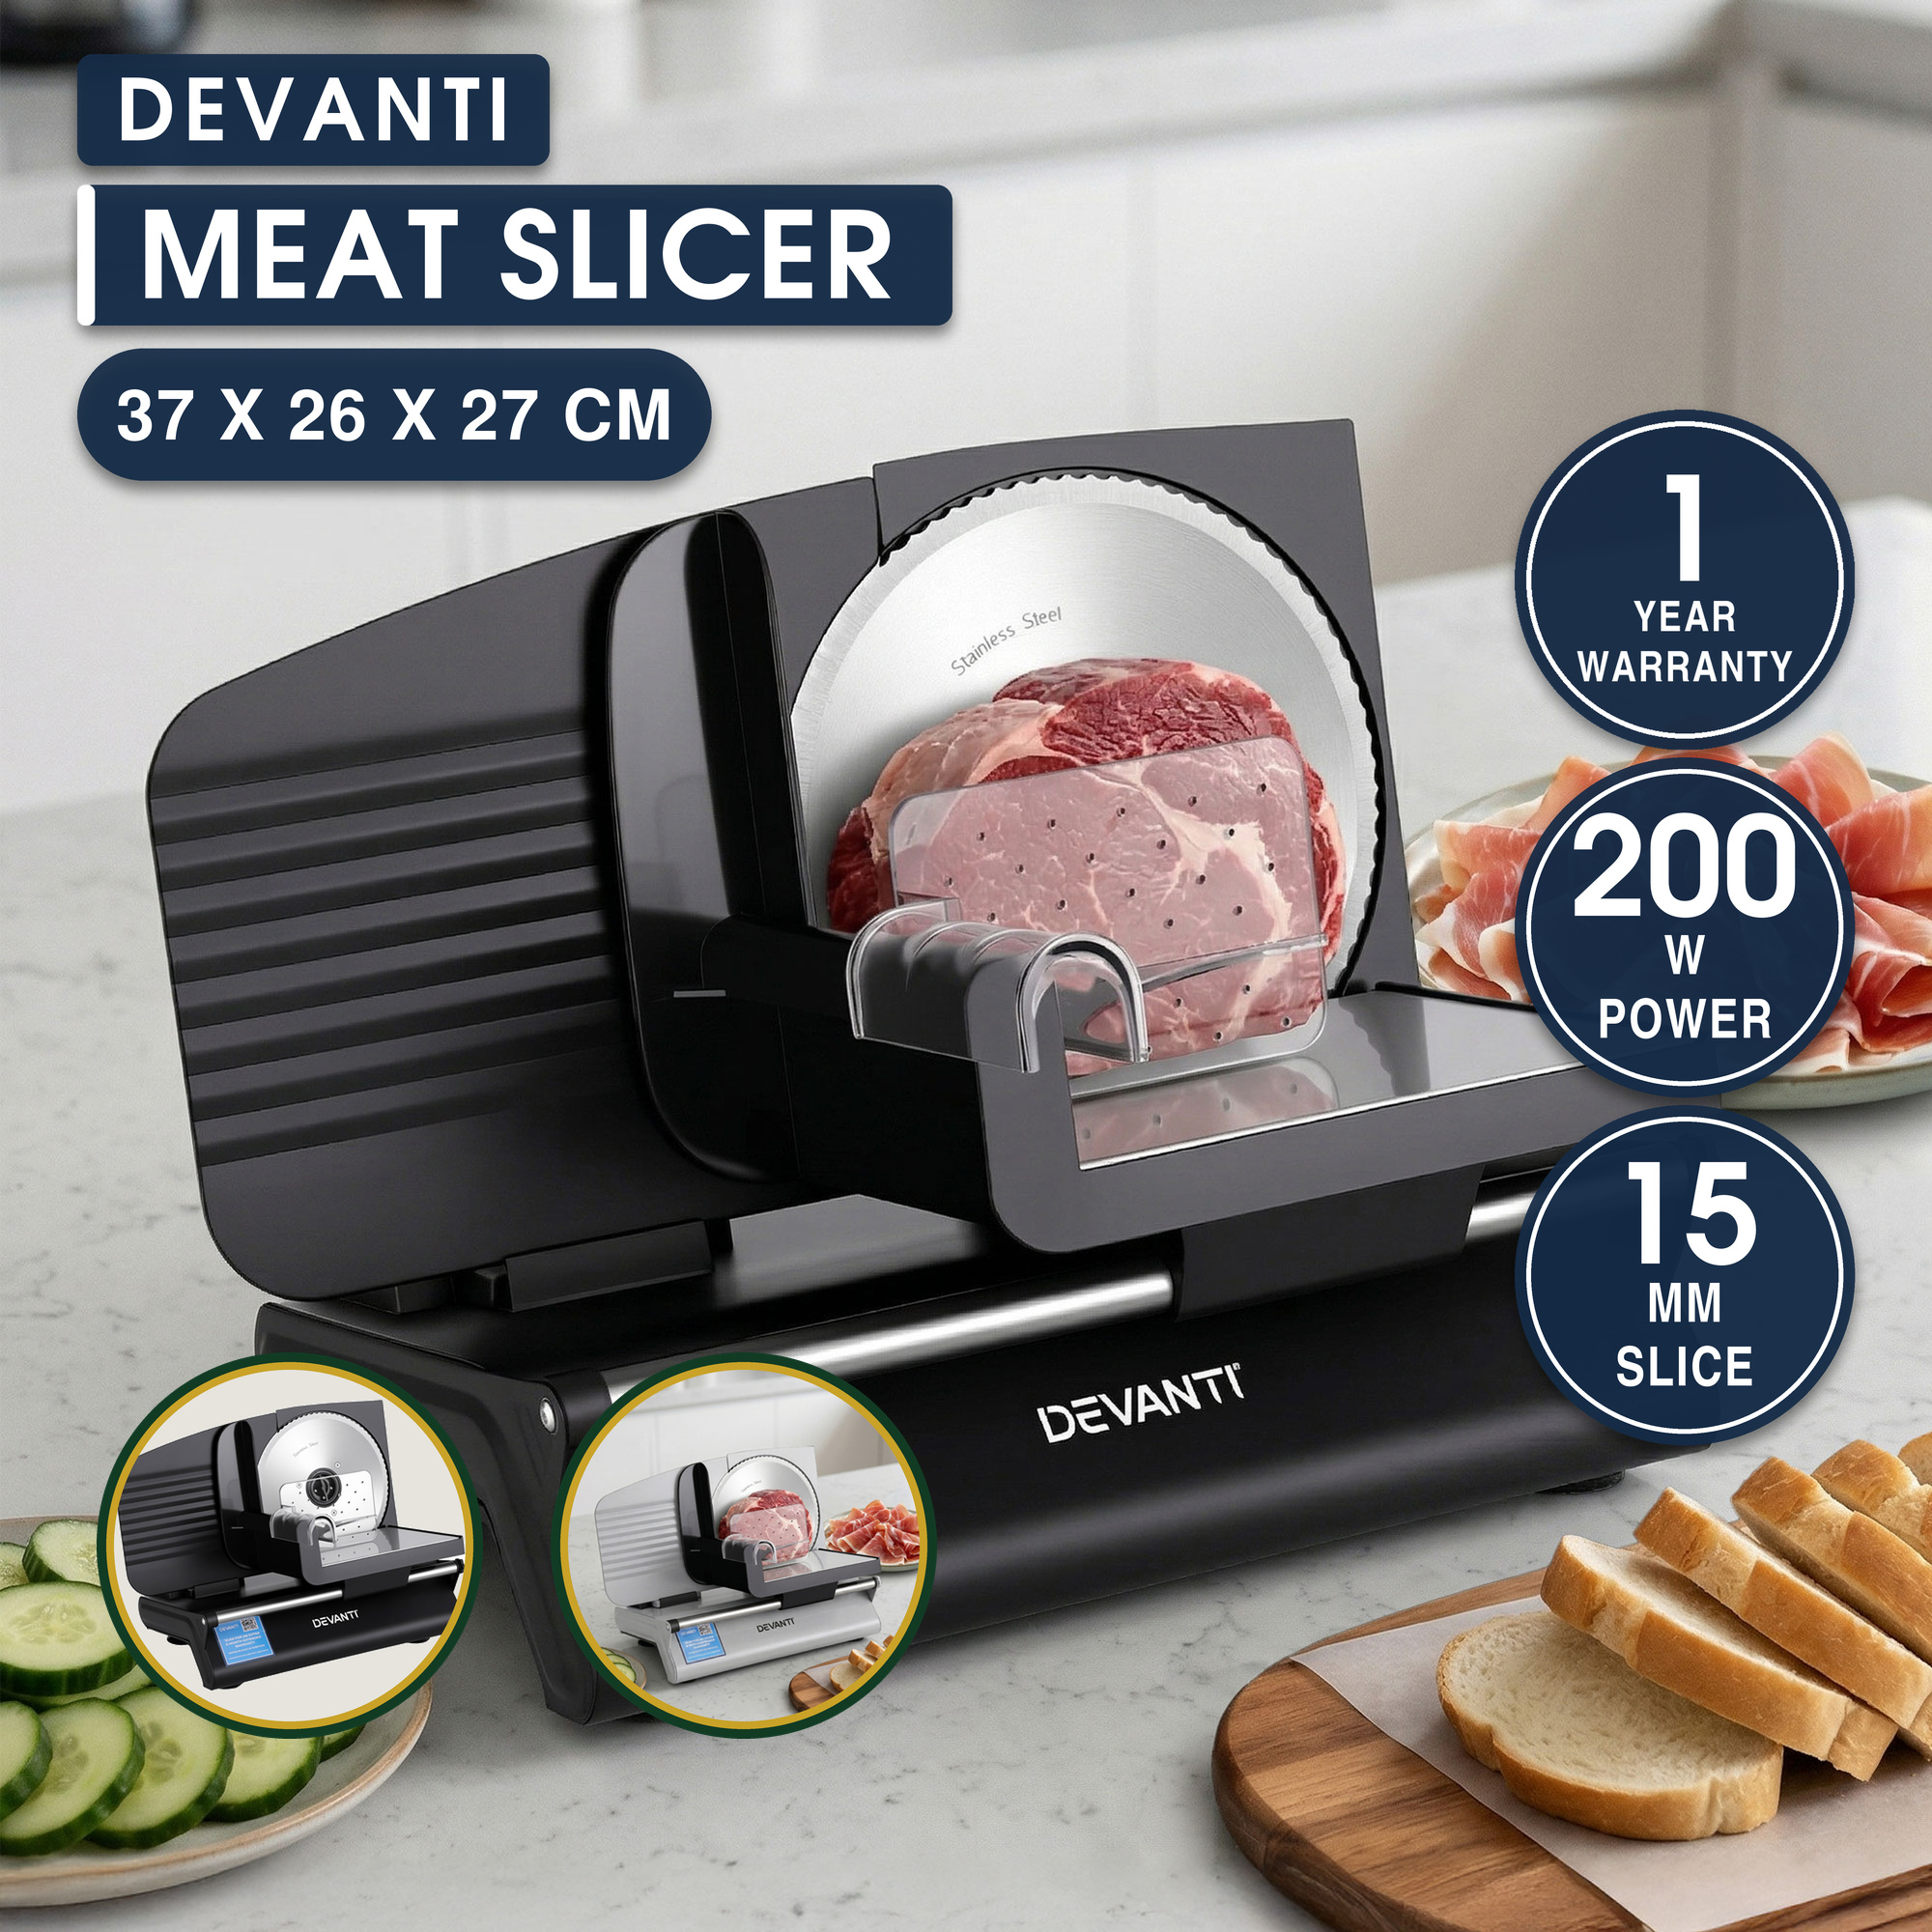 DEVANTI
MEAT SLICER
37 X 26 X 27 CM
Stainless Steel
1
YEAR
WARRANTY
200
W
POWER
15
MM
SLICE
DEVANTI
DEVANTI
DEVANTI